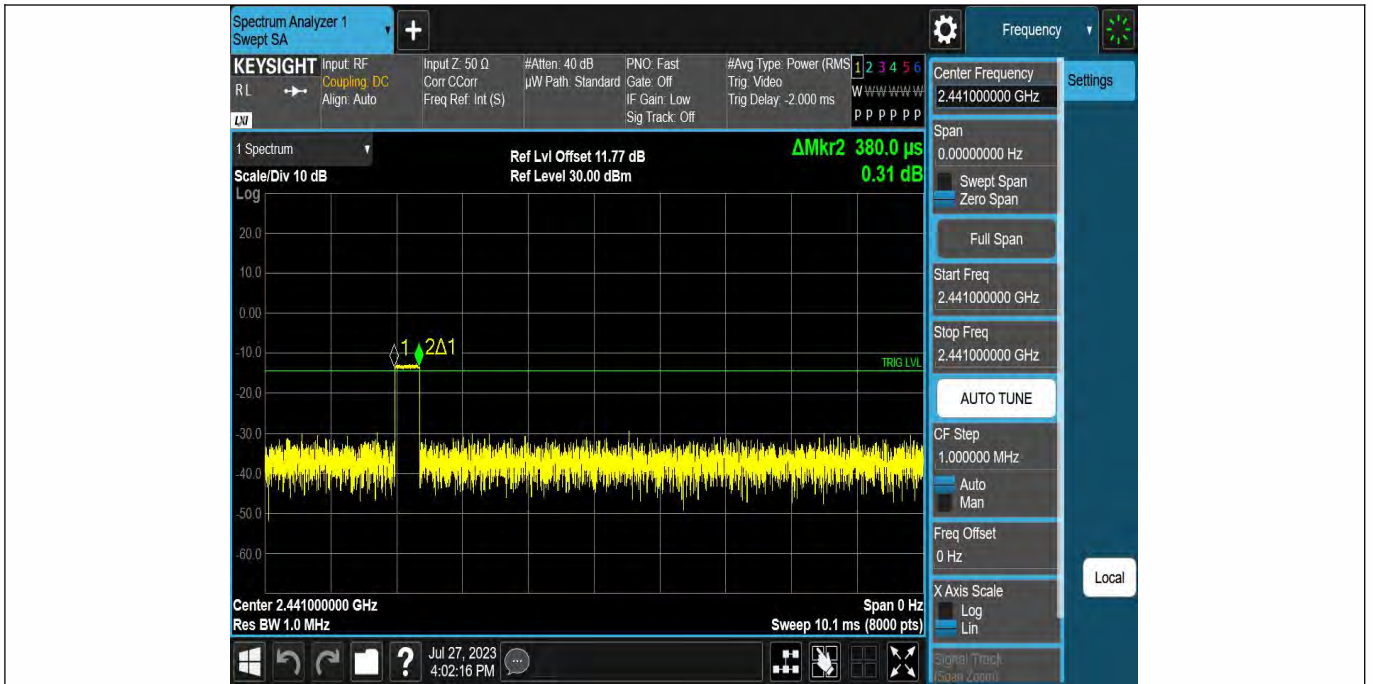 Spectrum Analyzer 1
Swept SA
Frequency
KEYSIGHT
RL
LXI
Input: RF
Coupling: DC
Align: Auto
Input Z: 50 Ω
Corr CCorr
Freq Ref: Int (S)
#Atten: 40 dB
µW Path: Standard
PNO: Fast
Gate: Off
IF Gain: Low
Sig Track: Off
#Avg Type: Power (RMS
Trig: Video
Trig Delay: -2.000 ms
1 2 3 4 5 6
W W W W W W
P P P P P P
1 Spectrum
Scale/Div 10 dB
Ref Lvl Offset 11.77 dB
Ref Level 30.00 dBm
ΔMkr2 380.0 µs
0.31 dB
Log
20.0
10.0
0.00
-10.0
-20.0
-30.0
-40.0
-50.0
-60.0
1
2Δ1
TRIG LVL
Center 2.441000000 GHz
Res BW 1.0 MHz
Span 0 Hz
Sweep 10.1 ms (8000 pts)
Center Frequency
2.441000000 GHz
Settings
Span
0.00000000 Hz
Swept Span
Zero Span
Full Span
Start Freq
2.441000000 GHz
Stop Freq
2.441000000 GHz
AUTO TUNE
CF Step
1.000000 MHz
Auto
Man
Freq Offset
0 Hz
X Axis Scale
Log
Lin
Signal Track
(Span Zoom)
Local
?
Jul 27, 2023
4:02:16 PM